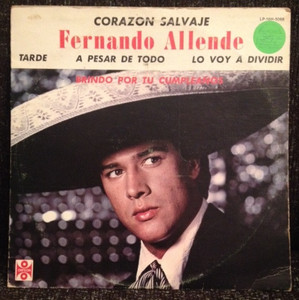 CORAZON SALVAJE
Fernando Allende
TARDE A PESAR DE TODO LO VOY A DIVIDIR
BRINDO POR TU CUMPLEAÑOS